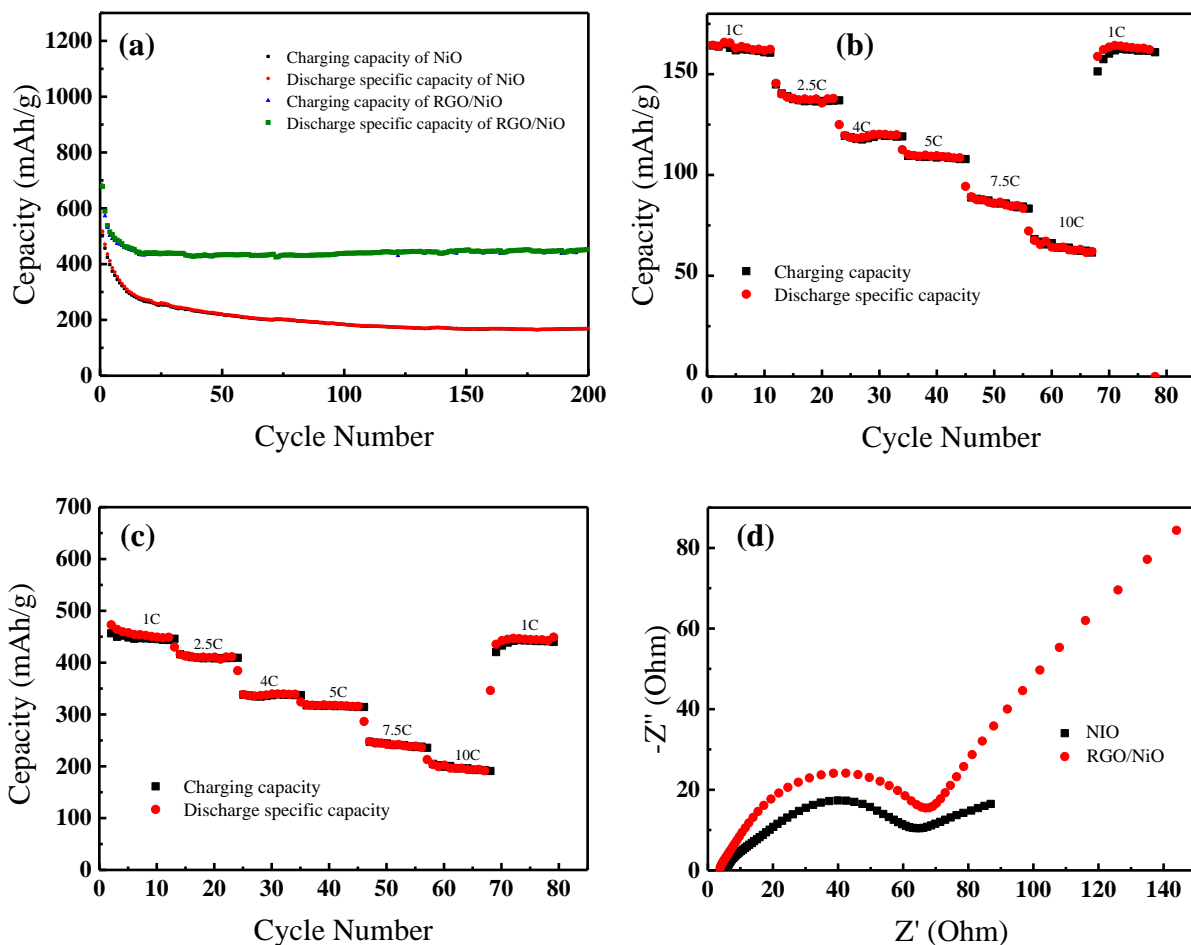 (a)
1200
1000
800
600
400
200
0
Cepacity (mAh/g)
Charging capacity of NiO
Discharge specific capacity of NiO
Charging capacity of RGO/NiO
Discharge specific capacity of RGO/NiO
0 50 100 150 200
Cycle Number
(b)
150
100
50
0
Cepacity (mAh/g)
1C
2.5C
4C
5C
7.5C
10C
1C
Charging capacity
Discharge specific capacity
0 10 20 30 40 50 60 70 80
Cycle Number
(c)
700
600
500
400
300
200
100
0
Cepacity (mAh/g)
1C
2.5C
4C
5C
7.5C
10C
1C
Charging capacity
Discharge specific capacity
0 10 20 30 40 50 60 70 80
Cycle Number
(d)
80
60
40
20
0
-Z'' (Ohm)
NIO
RGO/NiO
0 20 40 60 80 100 120 140
Z' (Ohm)